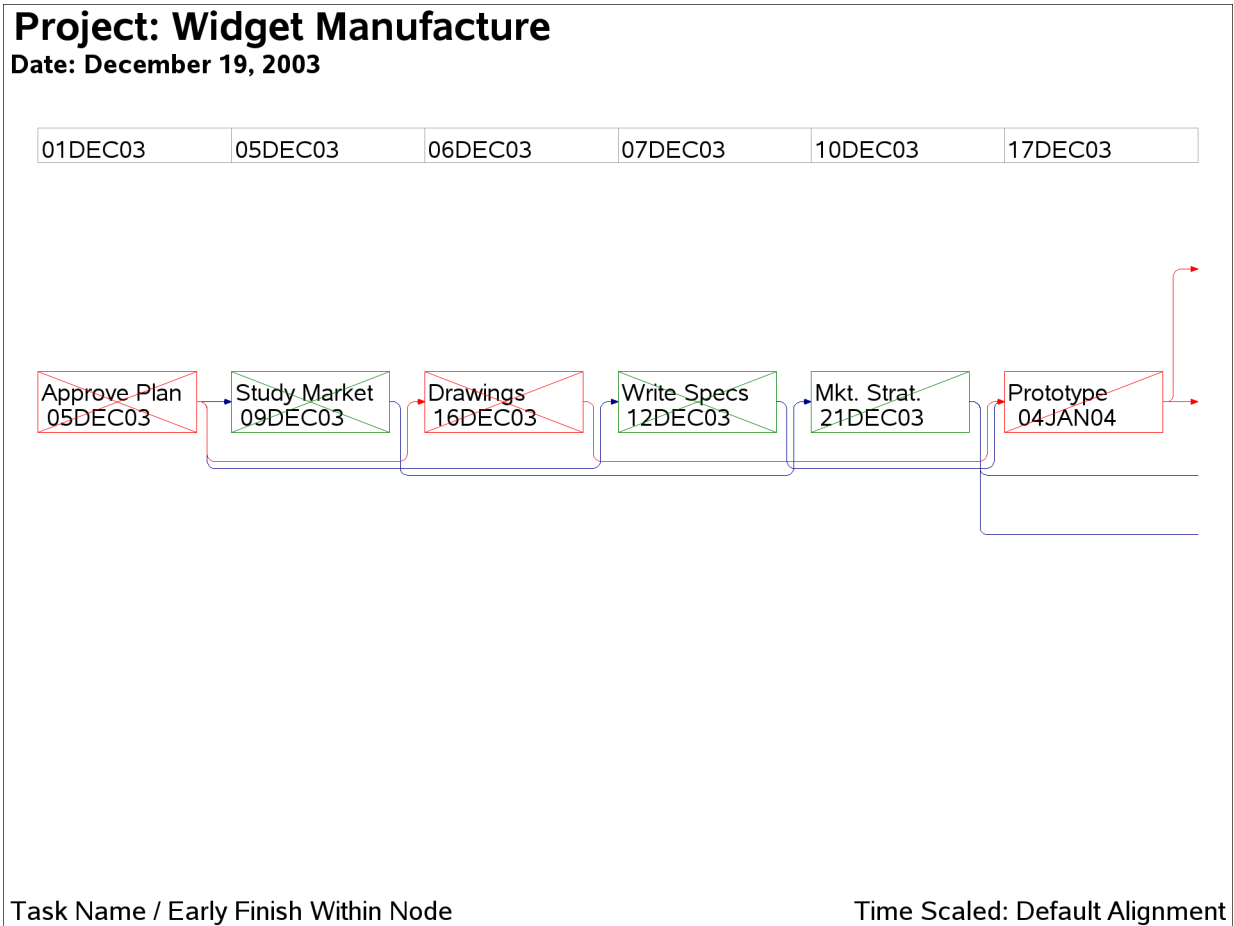 Project: Widget Manufacture
Date: December 19, 2003
01DEC03 05DEC03 06DEC03 07DEC03 10DEC03 17DEC03
Approve Plan Study Market Drawings Write Specs Mkt. Strat. Prototype
05DEC03 09DEC03 16DEC03 12DEC03 21DEC03 04JAN04
Task Name / Early Finish Within Node Time Scaled: Default Alignment